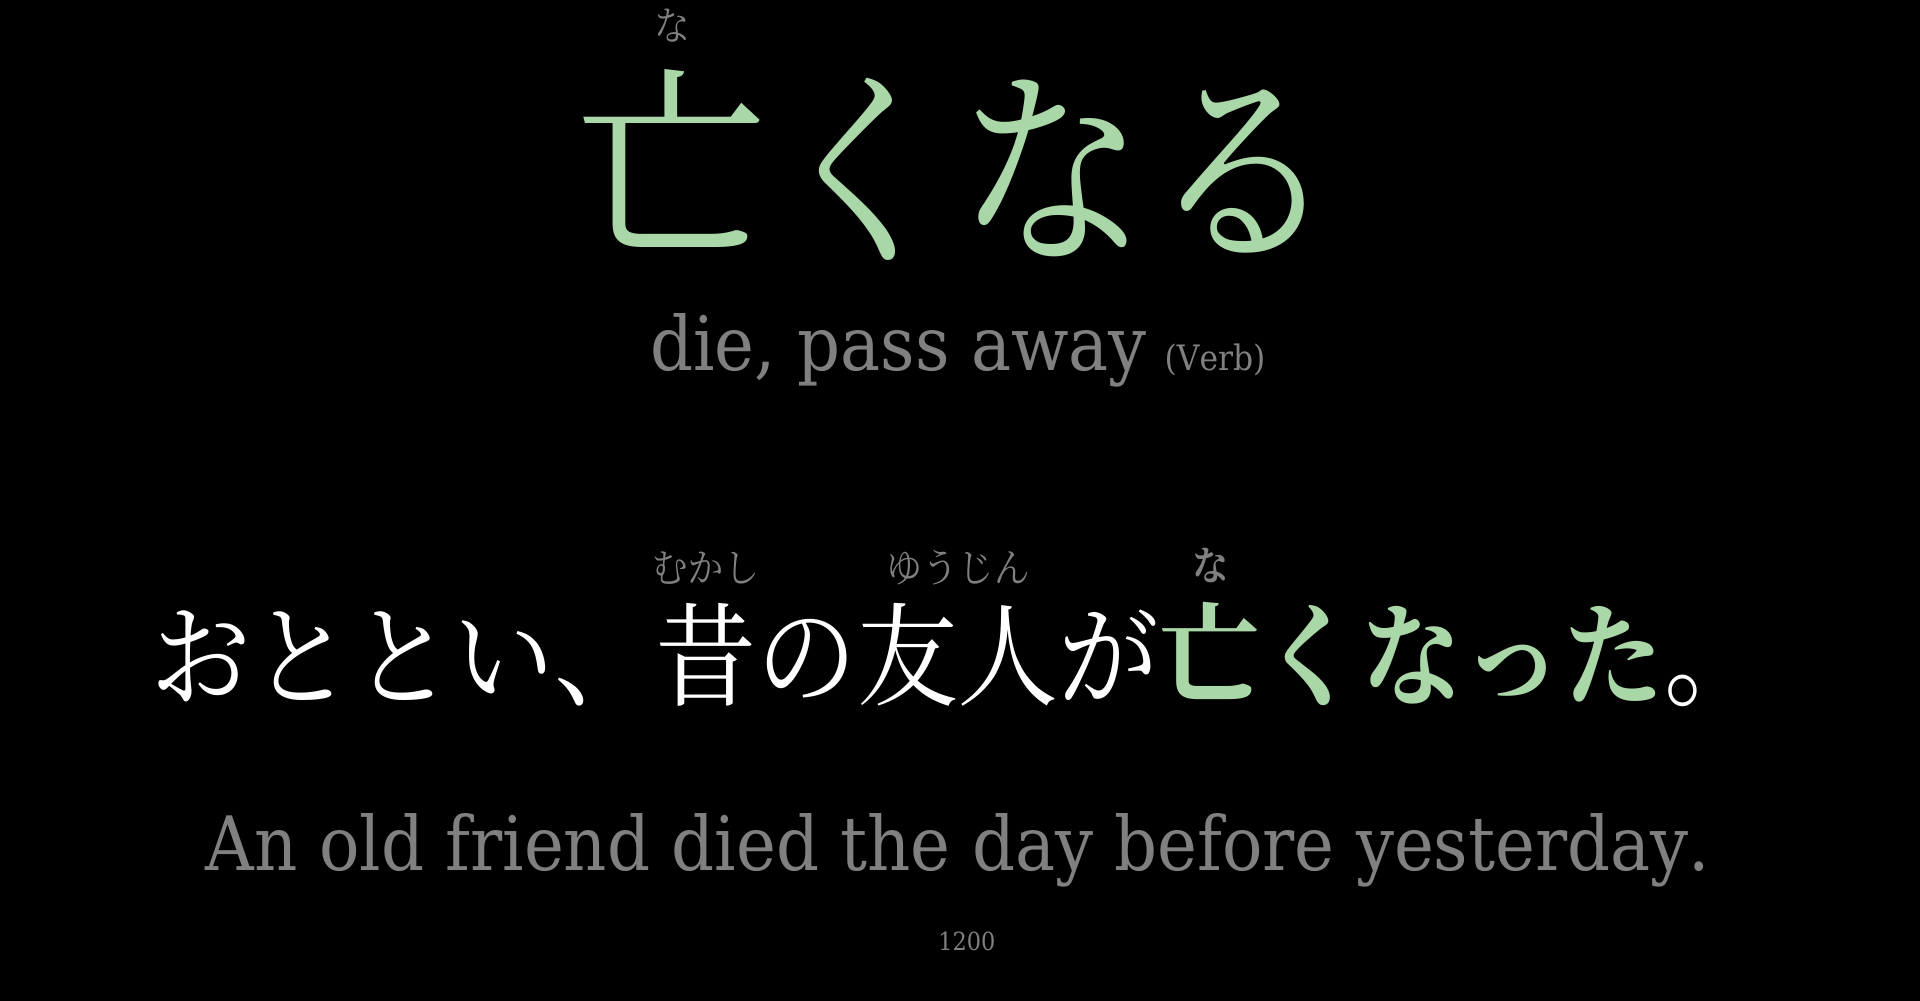 な
亡くなる
die, pass away (Verb)
むかし ゆうじん な
おととい、昔の友人が亡くなった。
An old friend died the day before yesterday.
1200